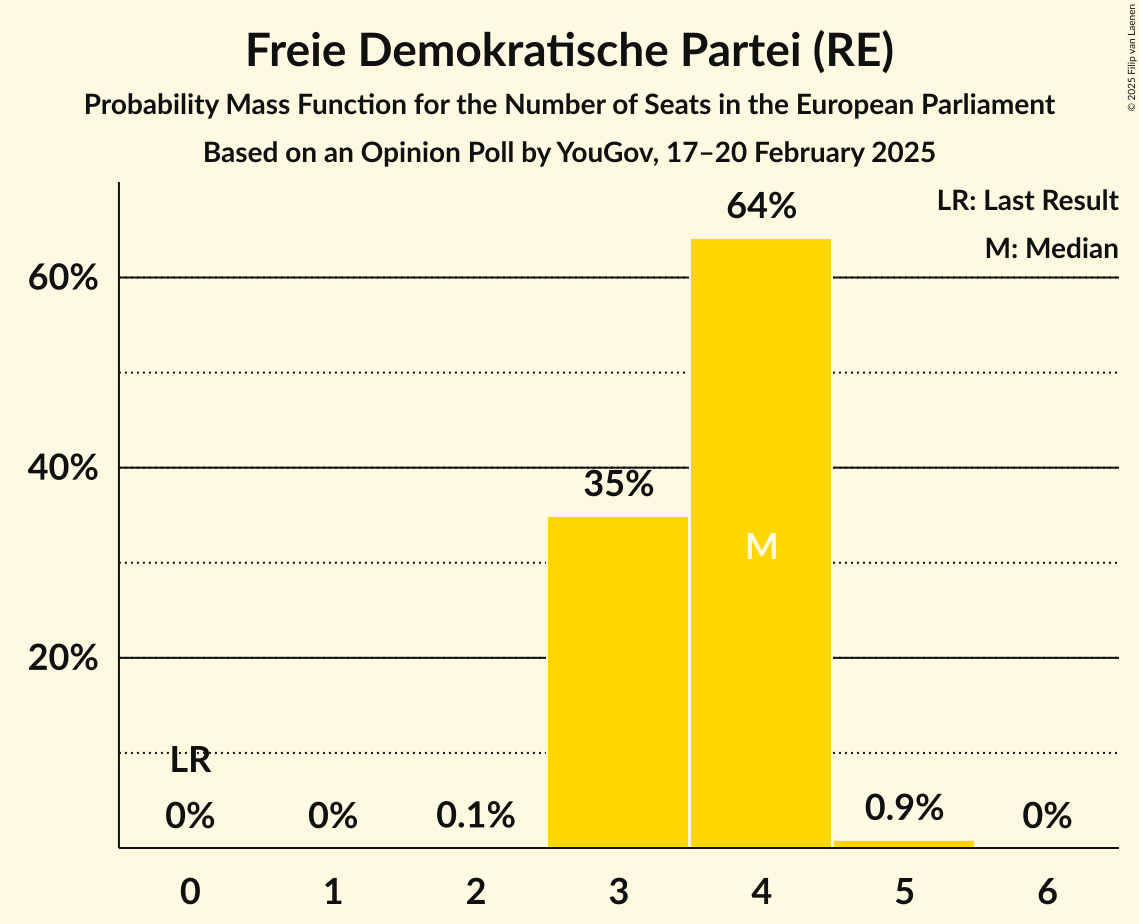 Freie Demokratische Partei (RE)
Probability Mass Function for the Number of Seats in the European Parliament
Based on an Opinion Poll by YouGov, 17–20 February 2025
© 2025 Filip van Laenen
LR: Last Result
M: Median
60%
40%
20%
LR
0%
0%
0.1%
35%
64%
M
0.9%
0%
0
1
2
3
4
5
6